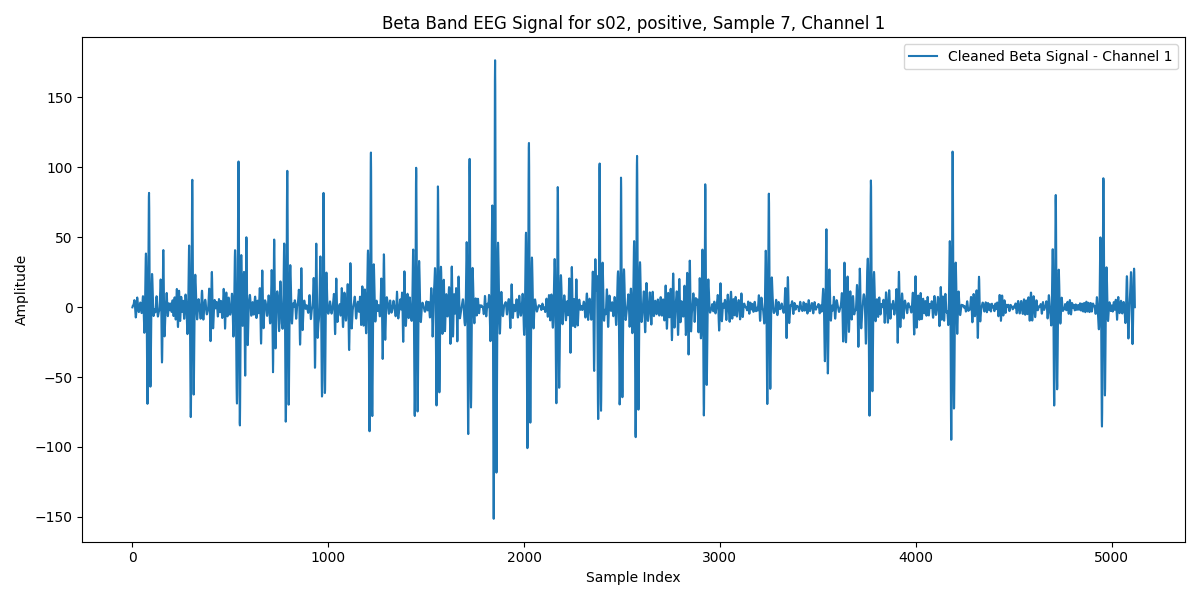 Beta Band EEG Signal for s02, positive, Sample 7, Channel 1
Cleaned Beta Signal - Channel 1
Amplitude
150
100
50
0
−50
−100
−150
0 1000 2000 3000 4000 5000
Sample Index